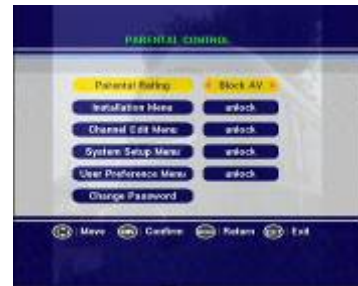 PARENTAL CONTROL
Parental Rating Block AV
Installation Menu unlock
Channel Edit Menu unlock
System Setup Menu unlock
User Preference Menu unlock
Change Password
Move Confirm Return Exit